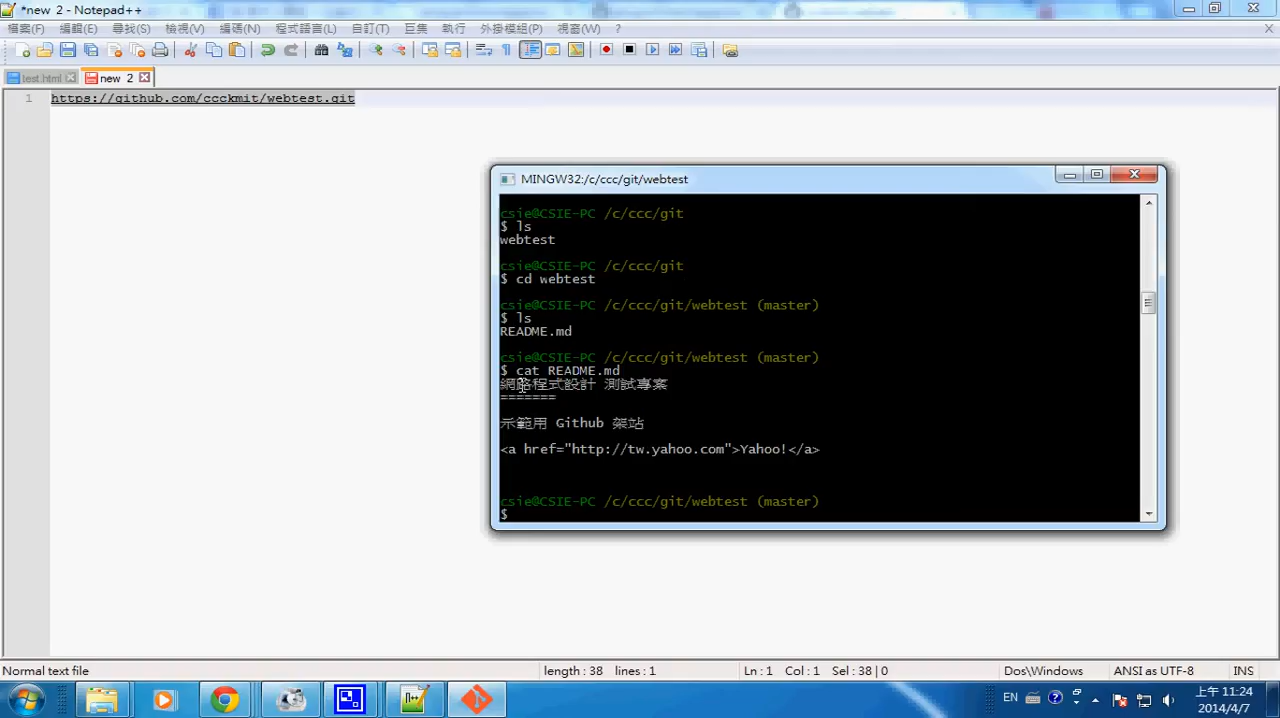 *new 2 - Notepad++
檔案(F) 編輯(E) 尋找(S) 檢視(V) 編碼(N) 程式語言(L) 自訂(T) 巨集 執行 外掛模組(P) 視窗(W) ?
test.html new 2
1 https://github.com/ccckmit/webtest.git
MINGW32:/c/ccc/git/webtest
csie@CSIE-PC /c/ccc/git
$ ls
webtest
csie@CSIE-PC /c/ccc/git
$ cd webtest
csie@CSIE-PC /c/ccc/git/webtest (master)
$ ls
README.md
csie@CSIE-PC /c/ccc/git/webtest (master)
$ cat README.md
網路程式設計 測試專案
=======
示範用 Github 架站
<a href="http://tw.yahoo.com">Yahoo!</a>
csie@CSIE-PC /c/ccc/git/webtest (master)
$
Normal text file length : 38 lines : 1 Ln : 1 Col : 1 Sel : 38 | 0 Dos\Windows ANSI as UTF-8 INS
EN 上午 11:24
2014/4/7